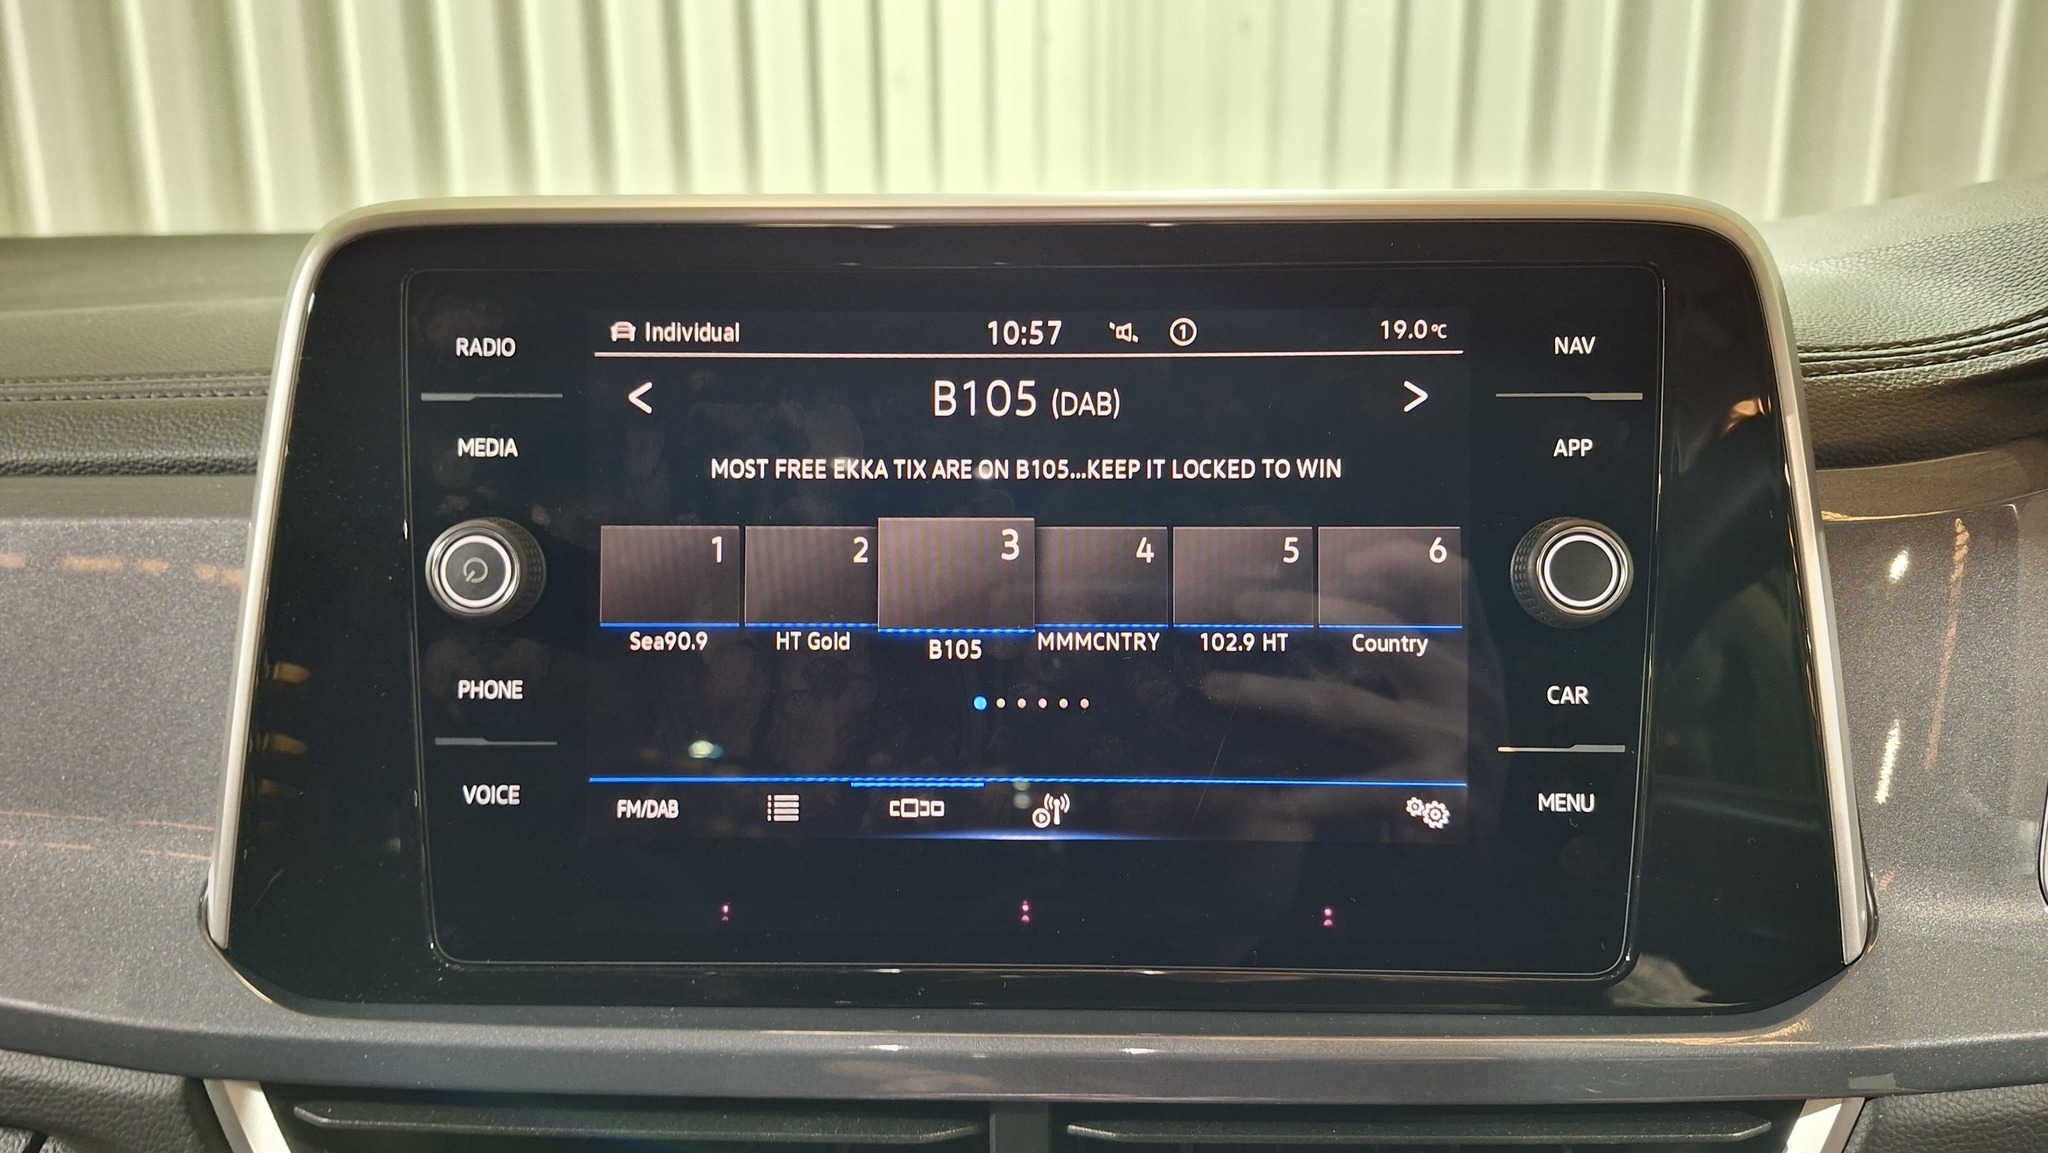 Individual 10:57 1 19.0°C
RADIO
NAV
B105 (DAB)
MEDIA
APP
MOST FREE EKKA TIX ARE ON B105...KEEP IT LOCKED TO WIN
1 2 3 4 5 6
Sea90.9 HT Gold B105 MMMCNTRY 102.9 HT Country
PHONE
CAR
VOICE
MENU
FM/DAB